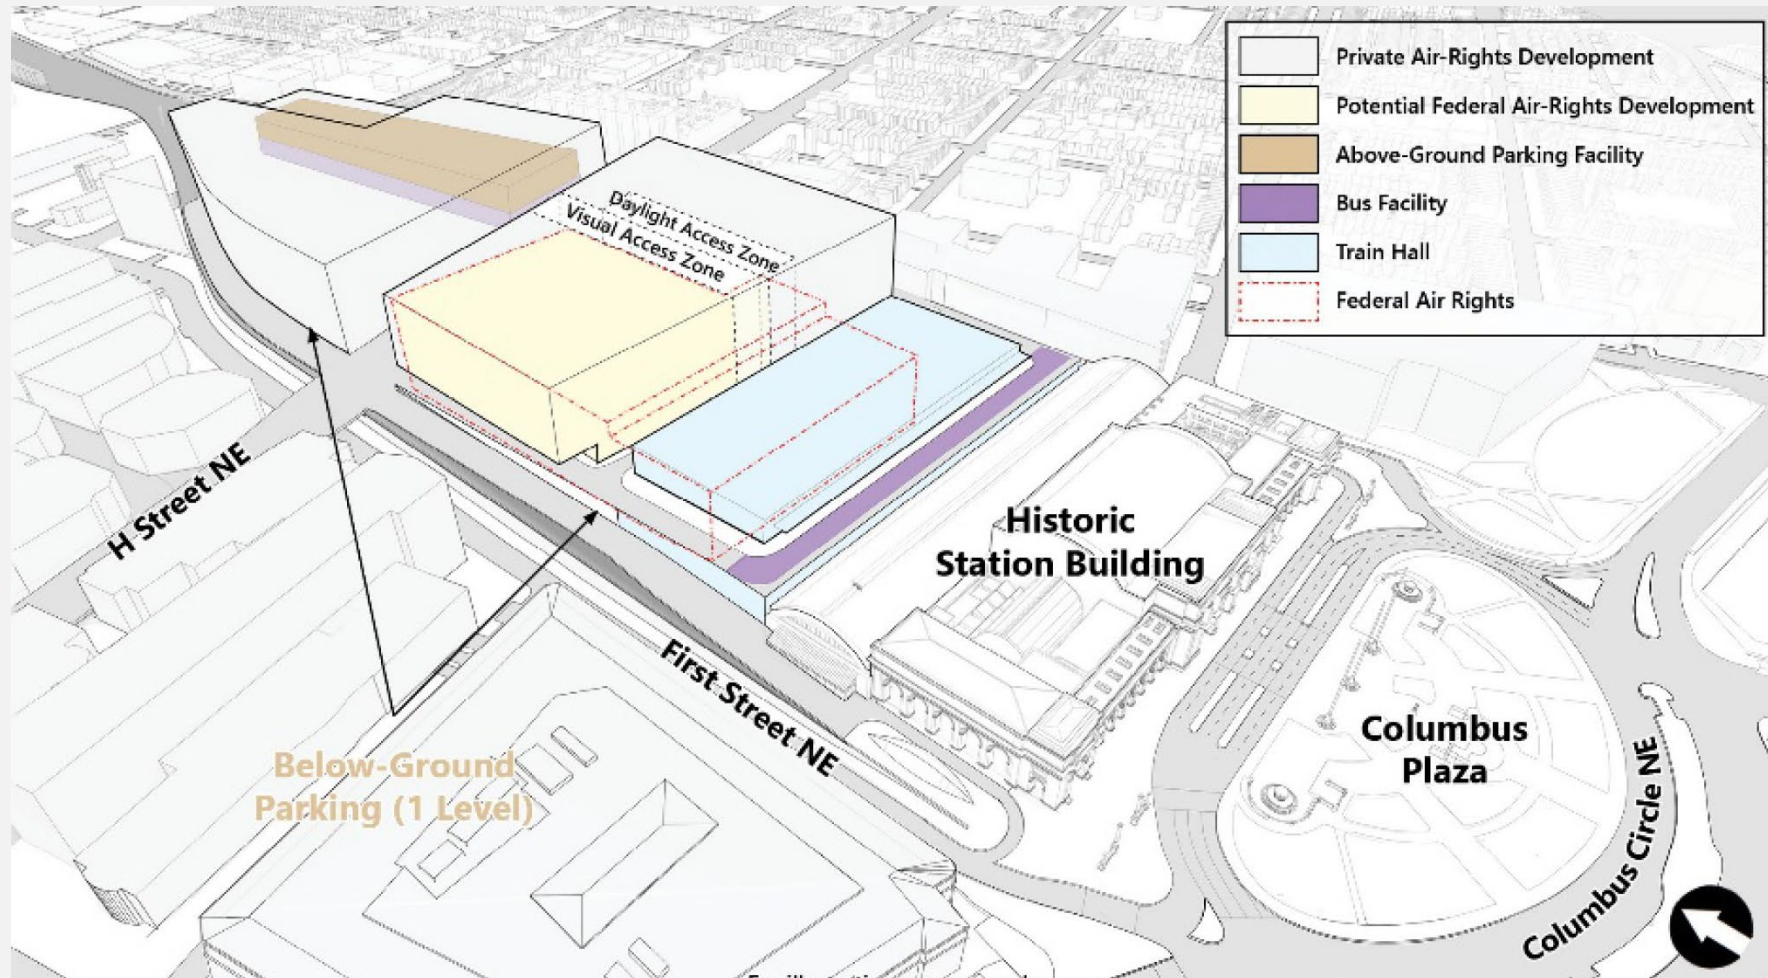 Private Air-Rights Development
Potential Federal Air-Rights Development
Above-Ground Parking Facility
Bus Facility
Train Hall
Federal Air Rights
Daylight Access Zone
Visual Access Zone
H Street NE
Historic
Station Building
First Street NE
Columbus
Plaza
Below-Ground
Parking (1 Level)
Columbus Circle NE